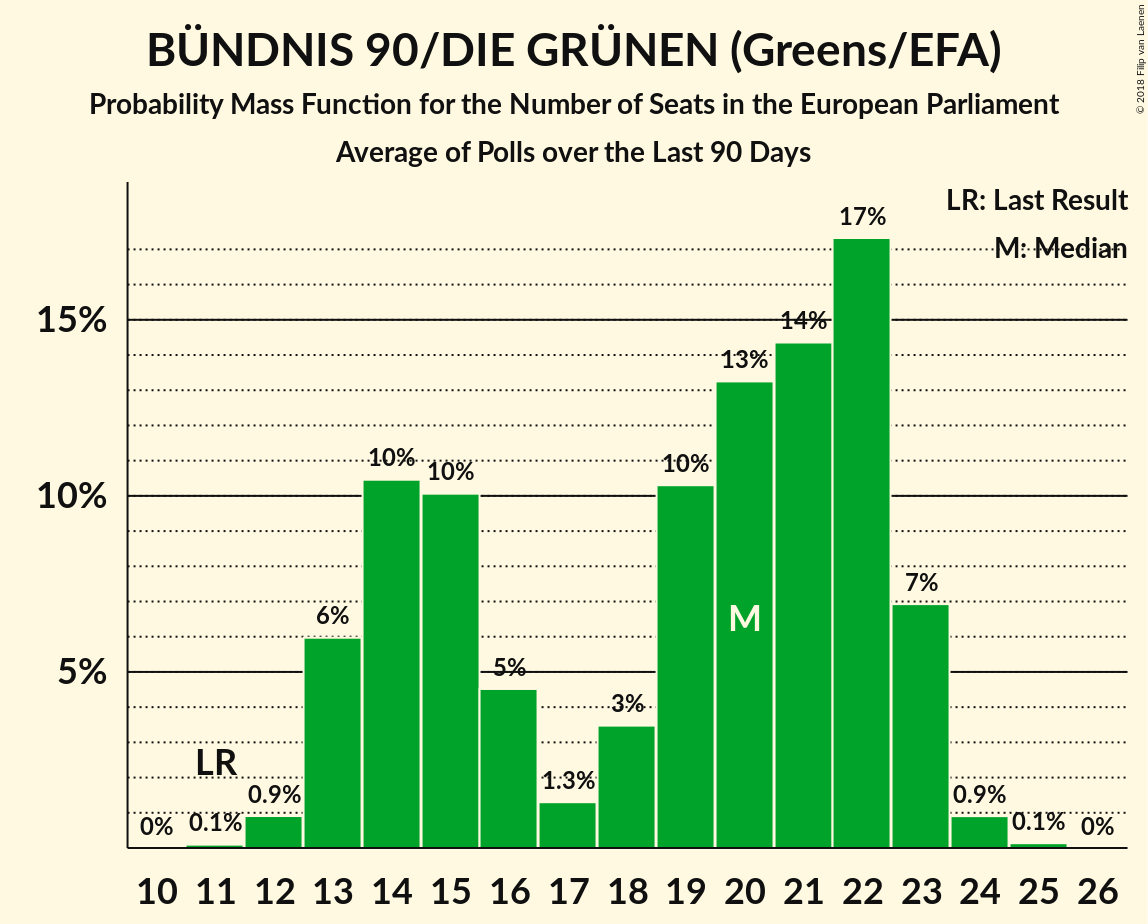 BÜNDNIS 90/DIE GRÜNEN (Greens/EFA)
Probability Mass Function for the Number of Seats in the European Parliament
Average of Polls over the Last 90 Days
© 2018 Filip van Laenen
LR: Last Result
M: Median
17%
15%
14%
13%
10%
10%
10%
10%
7%
6%
5%
5%
3%
M
LR
1.3%
0.9%
0.9%
0%
0.1%
0.1%
0%
10 11 12 13 14 15 16 17 18 19 20 21 22 23 24 25 26